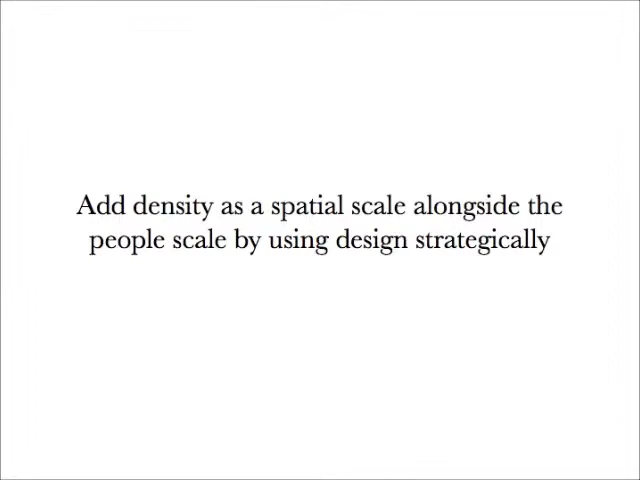 Add density as a spatial scale alongside the
people scale by using design strategically